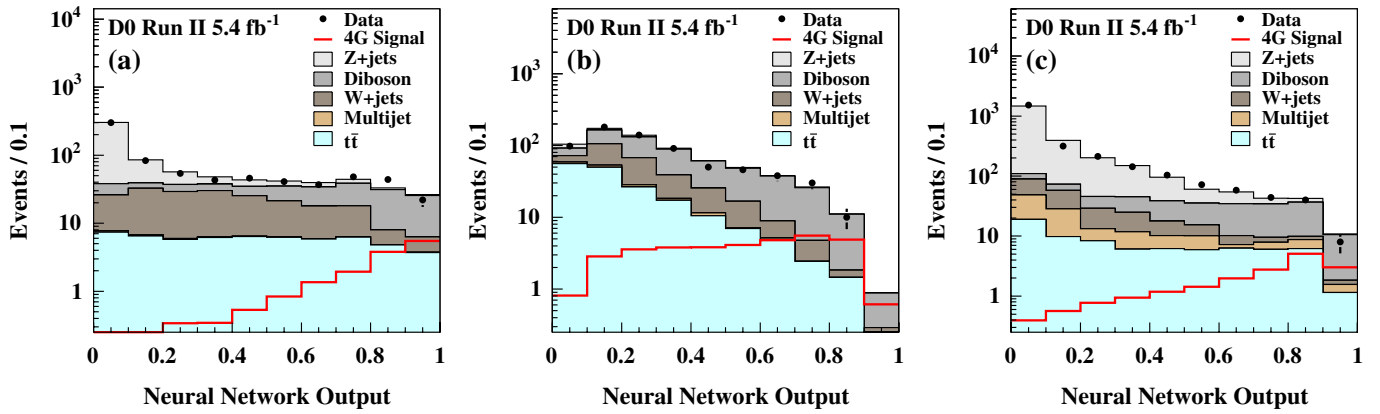 D0 Run II 5.4 fb⁻¹
(a)
Data
4G Signal
Z+jets
Diboson
W+jets
Multijet
tt̄
Events / 0.1
10⁴
10³
10²
10
1
0 0.2 0.4 0.6 0.8 1
Neural Network Output
D0 Run II 5.4 fb⁻¹
(b)
Data
4G Signal
Z+jets
Diboson
W+jets
Multijet
tt̄
Events / 0.1
10³
10²
10
1
0 0.2 0.4 0.6 0.8 1
Neural Network Output
D0 Run II 5.4 fb⁻¹
(c)
Data
4G Signal
Z+jets
Diboson
W+jets
Multijet
tt̄
Events / 0.1
10⁴
10³
10²
10
1
0 0.2 0.4 0.6 0.8 1
Neural Network Output